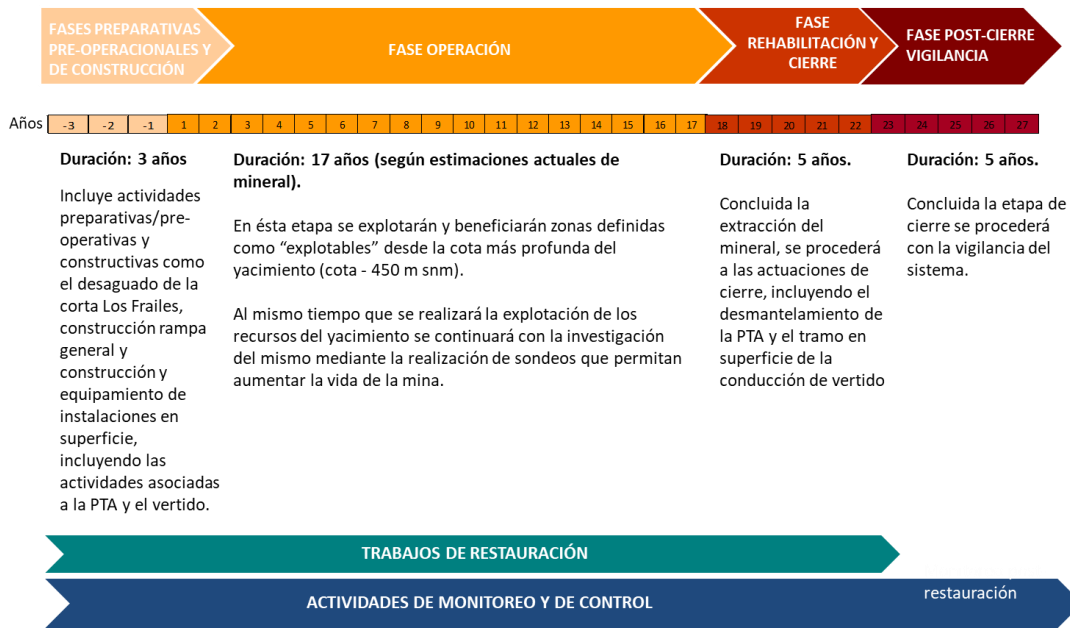 FASES PREPARATIVAS
PRE-OPERACIONALES Y
DE CONSTRUCCIÓN
FASE OPERACIÓN
FASE
REHABILITACIÓN Y
CIERRE
FASE POST-CIERRE
VIGILANCIA
Años -3 -2 -1 1 2 3 4 5 6 7 8 9 10 11 12 13 14 15 16 17 18 19 20 21 22 23 24 25 26 27
Duración: 3 años
Incluye actividades
preparativas/pre-
operativas y
constructivas como
el desaguado de la
corta Los Frailes,
construcción rampa
general y
construcción y
equipamiento de
instalaciones en
superficie,
incluyendo las
actividades asociadas
a la PTA y el vertido.
Duración: 17 años (según estimaciones actuales de
mineral).
En ésta etapa se explotarán y beneficiarán zonas definidas
como “explotables” desde la cota más profunda del
yacimiento (cota - 450 m snm).
Al mismo tiempo que se realizará la explotación de los
recursos del yacimiento se continuará con la investigación
del mismo mediante la realización de sondeos que permitan
aumentar la vida de la mina.
Duración: 5 años.
Concluida la
extracción del
mineral, se procederá
a las actuaciones de
cierre, incluyendo el
desmantelamiento de
la PTA y el tramo en
superficie de la
conducción de vertido
Duración: 5 años.
Concluida la etapa de
cierre se procederá
con la vigilancia del
sistema.
TRABAJOS DE RESTAURACIÓN
restauración
ACTIVIDADES DE MONITOREO Y DE CONTROL